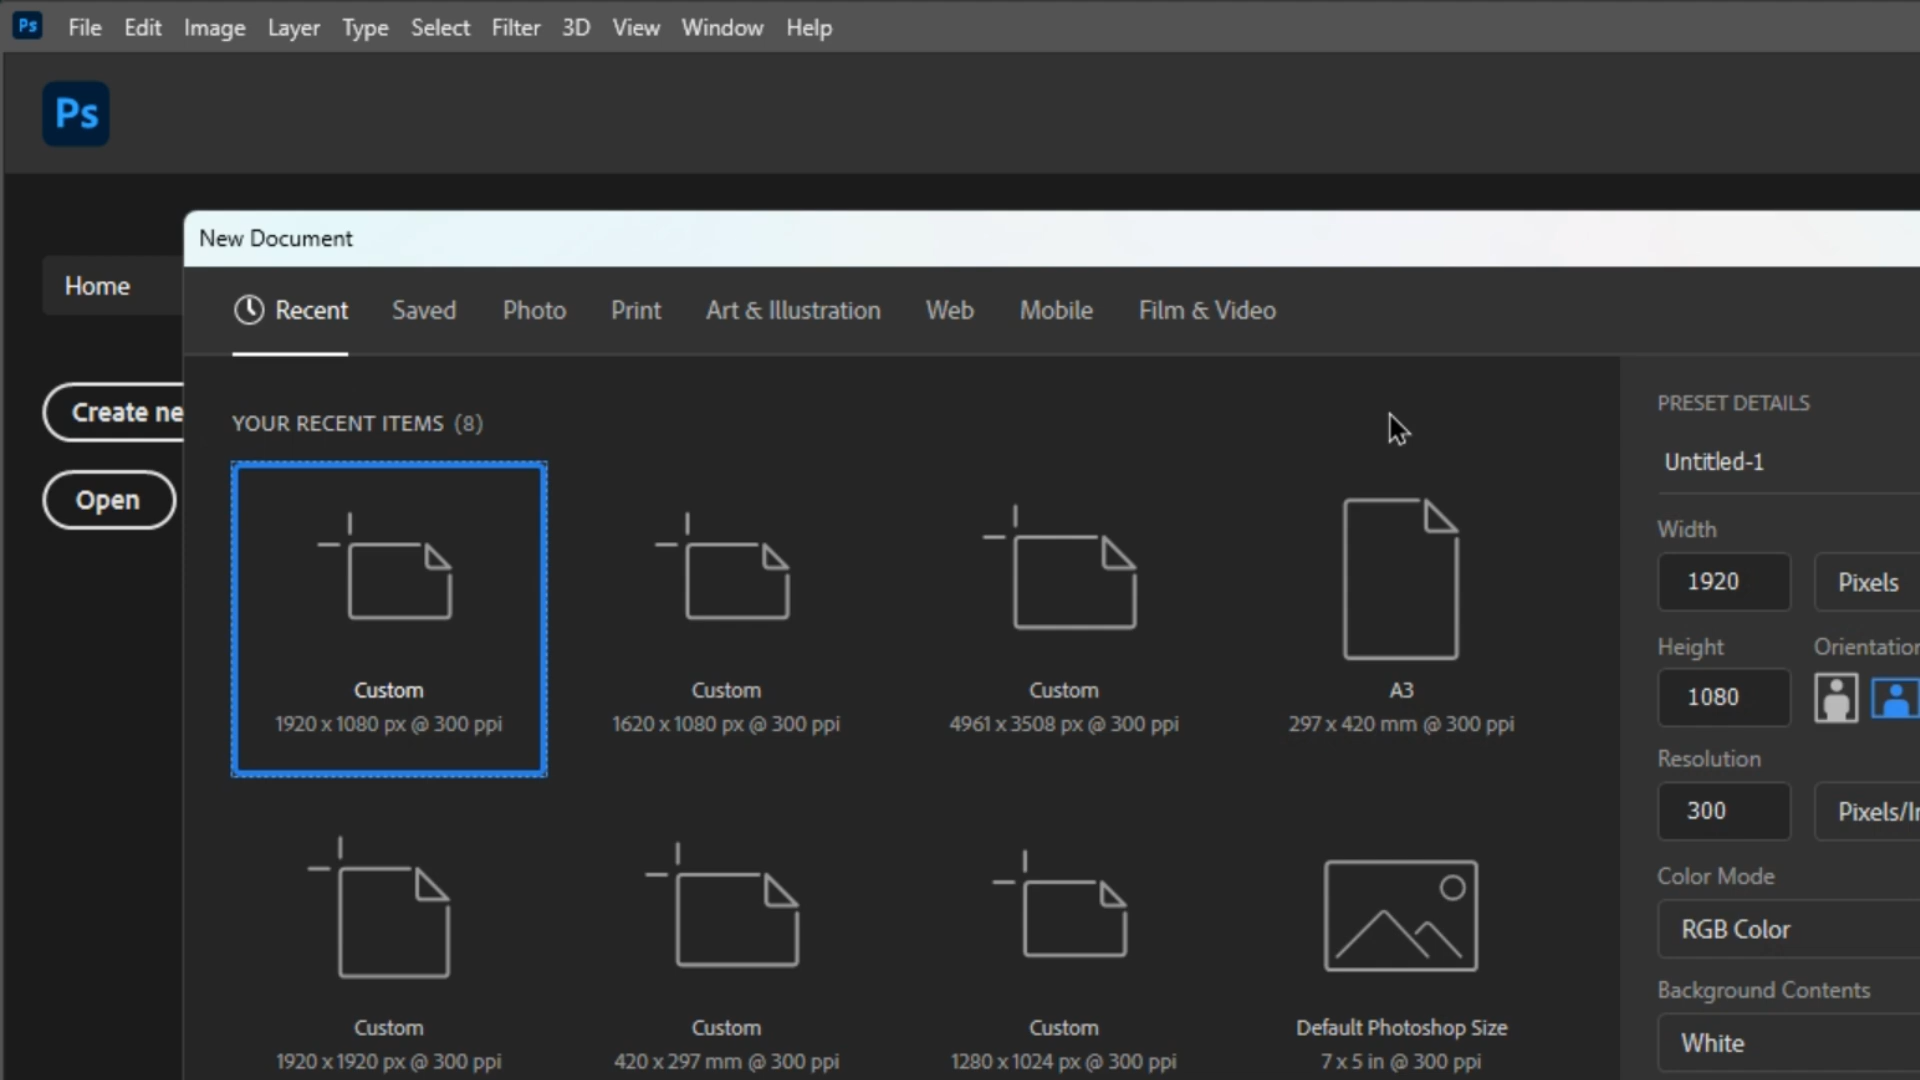 Ps File Edit Image Layer Type Select Filter 3D View Window Help
Ps
New Document
Home
Recent Saved Photo Print Art & Illustration Web Mobile Film & Video
Create ne
Open
YOUR RECENT ITEMS (8)
Custom
1920 x 1080 px @ 300 ppi
Custom
1620 x 1080 px @ 300 ppi
Custom
4961 x 3508 px @ 300 ppi
A3
297 x 420 mm @ 300 ppi
Custom
1920 x 1920 px @ 300 ppi
Custom
420 x 297 mm @ 300 ppi
Custom
1280 x 1024 px @ 300 ppi
Default Photoshop Size
7 x 5 in @ 300 ppi
PRESET DETAILS
Untitled-1
Width
1920 Pixels
Height Orientation
1080
Resolution
300 Pixels/In
Color Mode
RGB Color
Background Contents
White